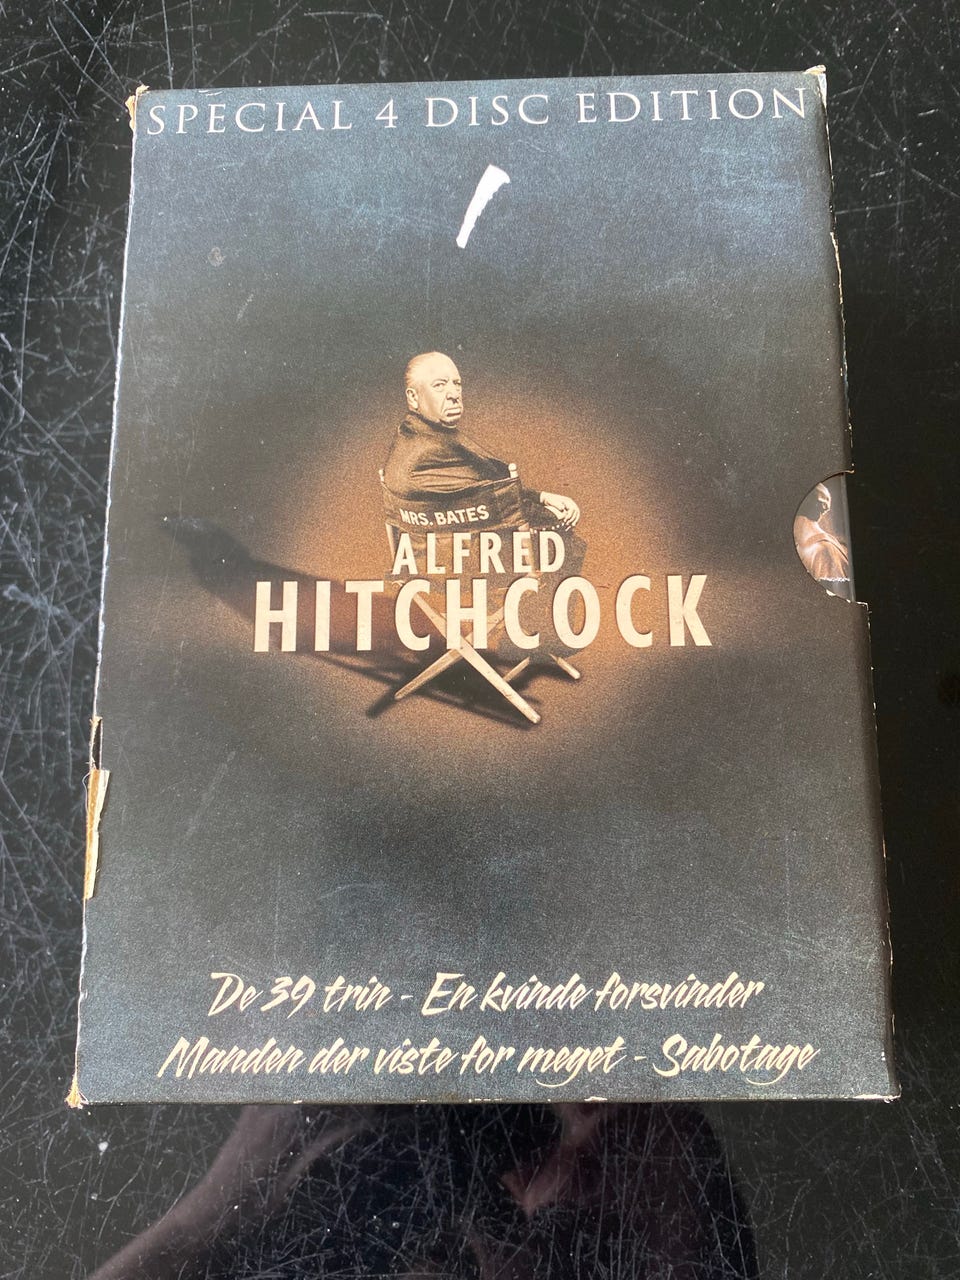 SPECIAL 4 DISC EDITION
MRS. BATES
ALFRED
HITCHCOCK
De 39 trin - En kvinde forsvinder
Manden der viste for meget - Sabotage